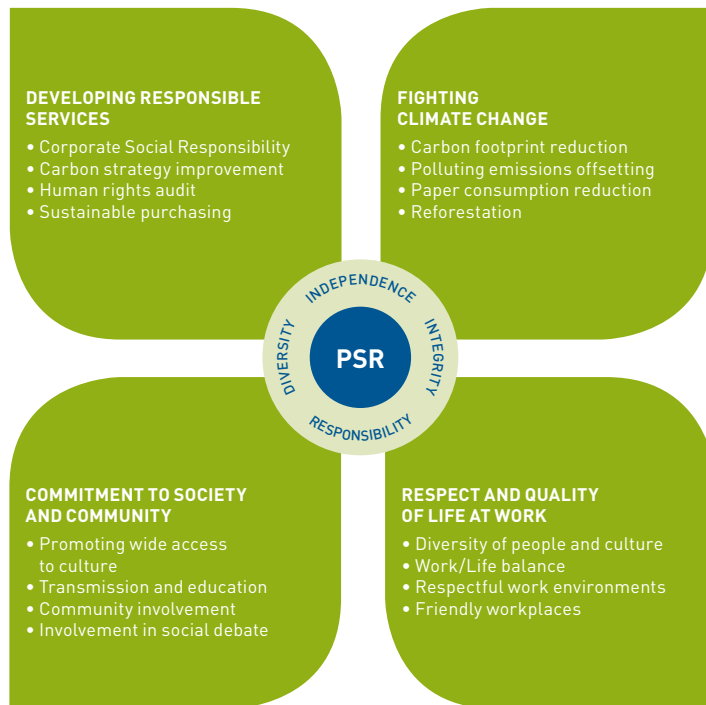 DEVELOPING RESPONSIBLE
SERVICES
• Corporate Social Responsibility
• Carbon strategy improvement
• Human rights audit
• Sustainable purchasing
FIGHTING
CLIMATE CHANGE
• Carbon footprint reduction
• Polluting emissions offsetting
• Paper consumption reduction
• Reforestation
INDEPENDENCE
DIVERSITY
INTEGRITY
PSR
RESPONSIBILITY
COMMITMENT TO SOCIETY
AND COMMUNITY
• Promoting wide access
to culture
• Transmission and education
• Community involvement
• Involvement in social debate
RESPECT AND QUALITY
OF LIFE AT WORK
• Diversity of people and culture
• Work/Life balance
• Respectful work environments
• Friendly workplaces